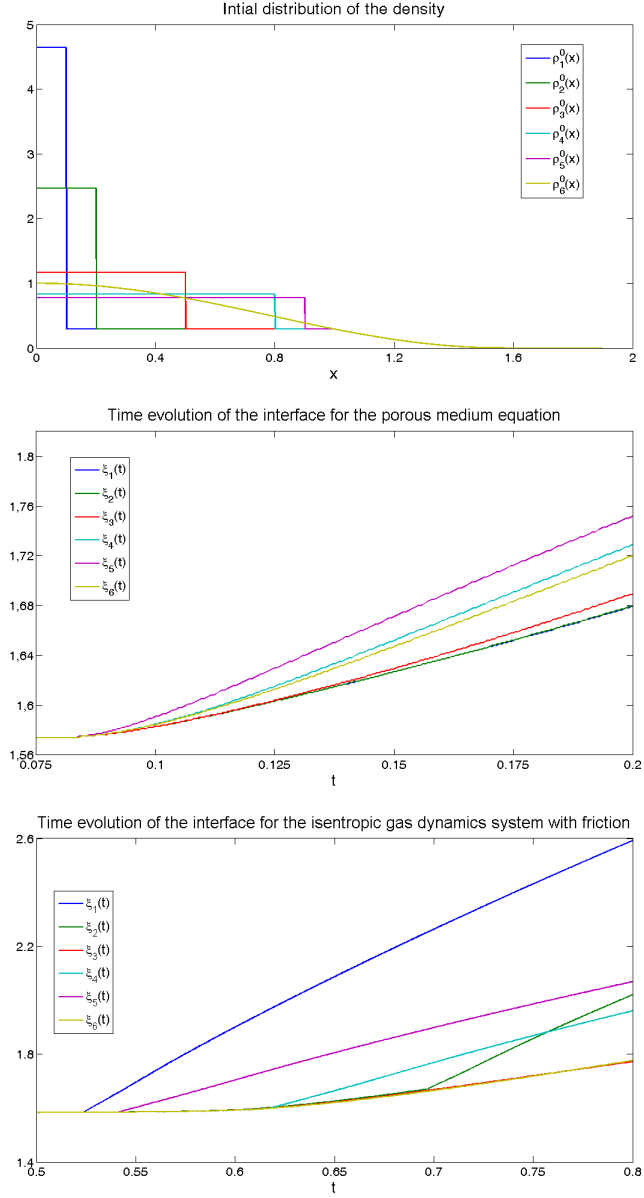 Intial distribution of the density
5
4
3
2
1
0
0 0.4 0.8 1.2 1.6 2
x
ρ₁⁰(x)
ρ₂⁰(x)
ρ₃⁰(x)
ρ₄⁰(x)
ρ₅⁰(x)
ρ₆⁰(x)
Time evolution of the interface for the porous medium equation
1.8
1,76
1,72
1,68
1,64
1,6
1,56
0.075 0.1 0.125 0.15 0.175 0.2
t
ξ₁(t)
ξ₂(t)
ξ₃(t)
ξ₄(t)
ξ₅(t)
ξ₆(t)
Time evolution of the interface for the isentropic gas dynamics system with friction
2.6
2.2
1.8
1.4
0.5 0.55 0.6 0.65 0.7 0.75 0.8
t
ξ₁(t)
ξ₂(t)
ξ₃(t)
ξ₄(t)
ξ₅(t)
ξ₆(t)